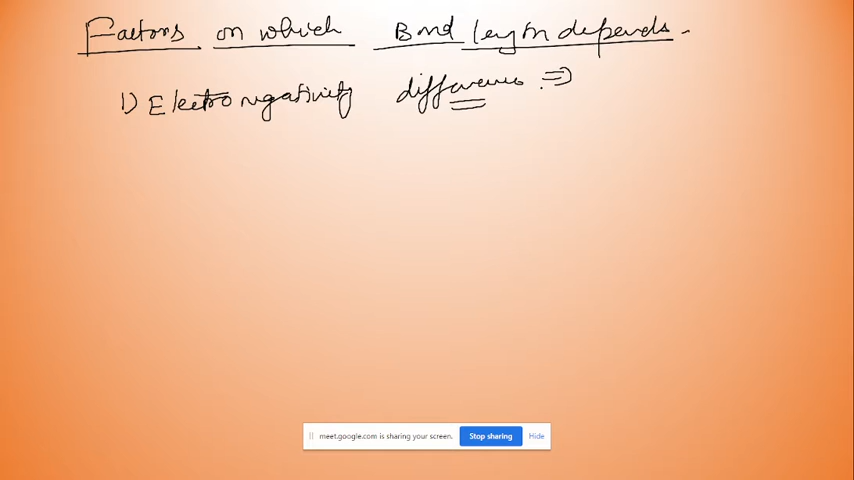 Factors on which Bond length depends.
1) Electronegativity difference ⇒
meet.google.com is sharing your screen. Stop sharing Hide